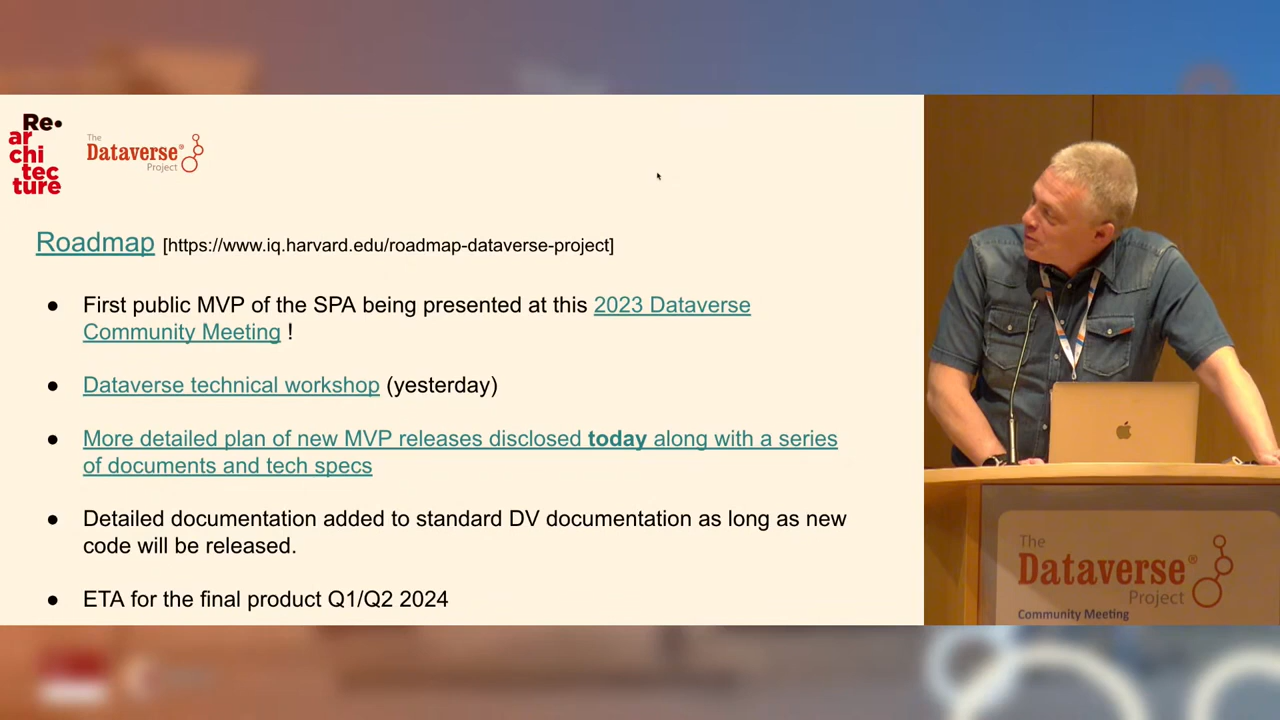 Re•
ar
chi
tec
ture
The
Dataverse®
Project
Roadmap [https://www.iq.harvard.edu/roadmap-dataverse-project]
● First public MVP of the SPA being presented at this 2023 Dataverse
Community Meeting !
● Dataverse technical workshop (yesterday)
● More detailed plan of new MVP releases disclosed today along with a series
of documents and tech specs
● Detailed documentation added to standard DV documentation as long as new
code will be released.
● ETA for the final product Q1/Q2 2024
The
Dataverse®
Project
Community Meeting